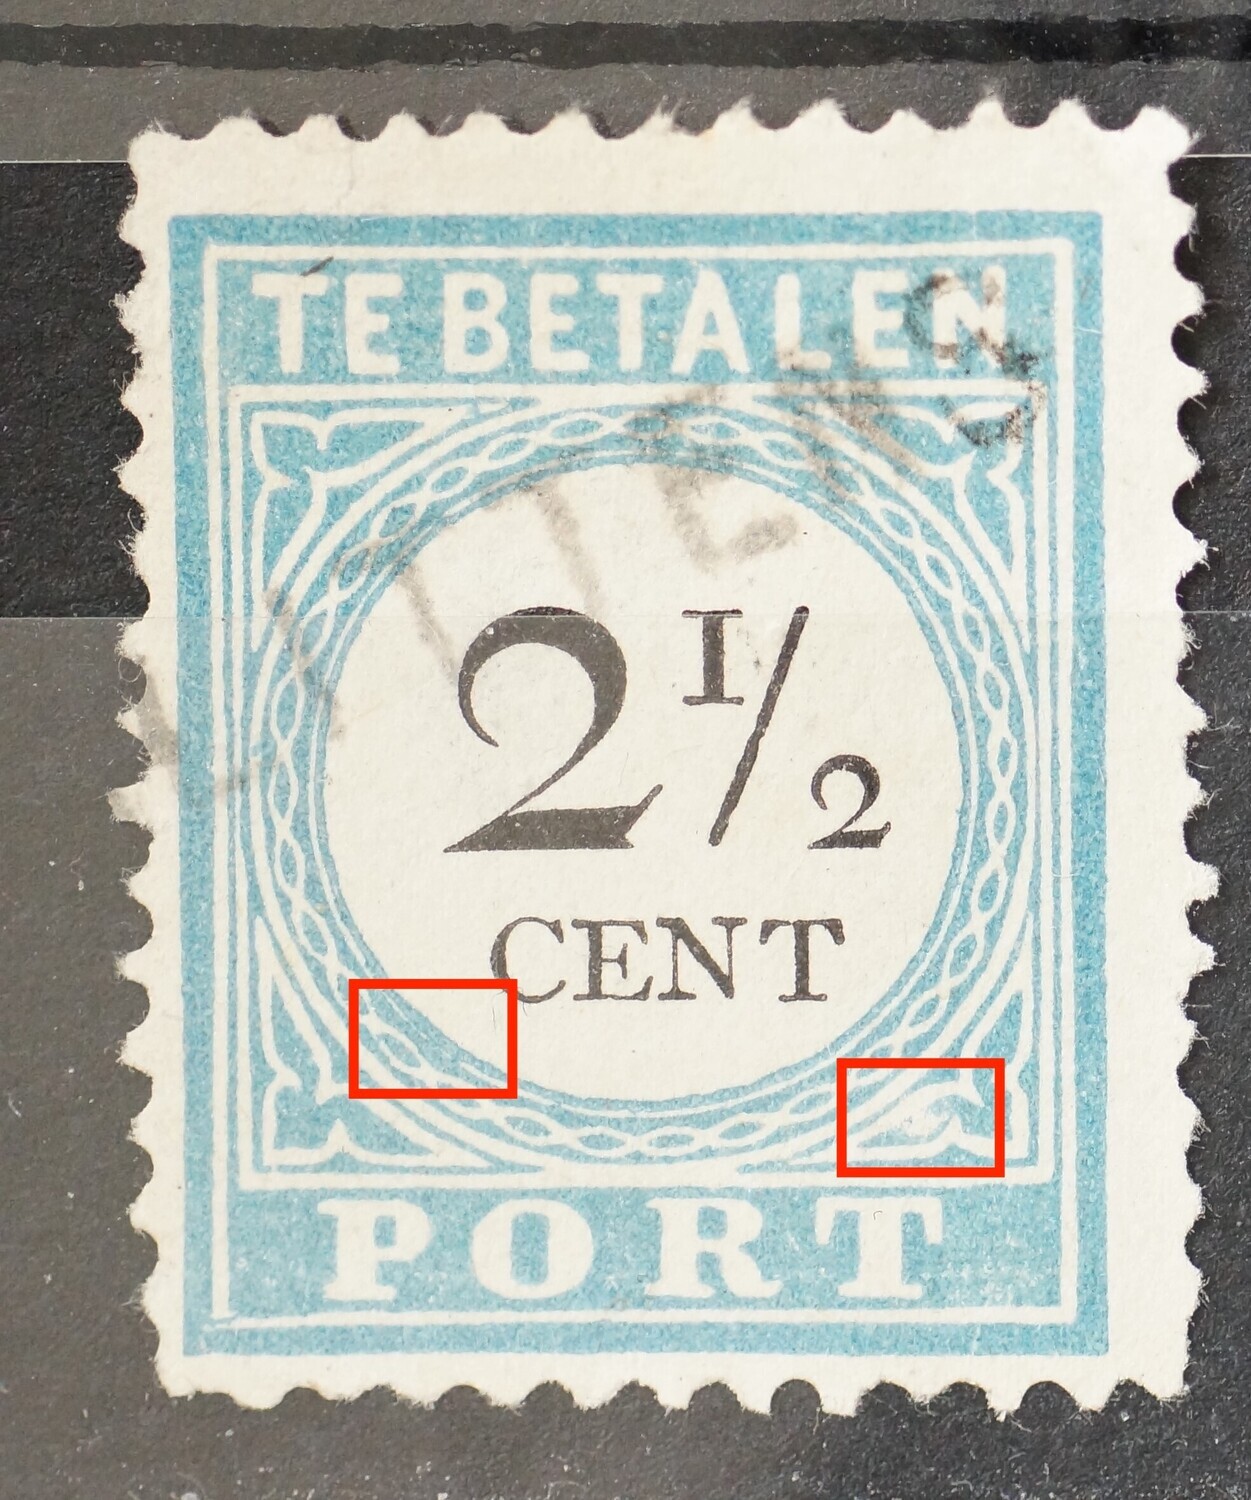 TE BETALEN
2 1/2
CENT
PORT